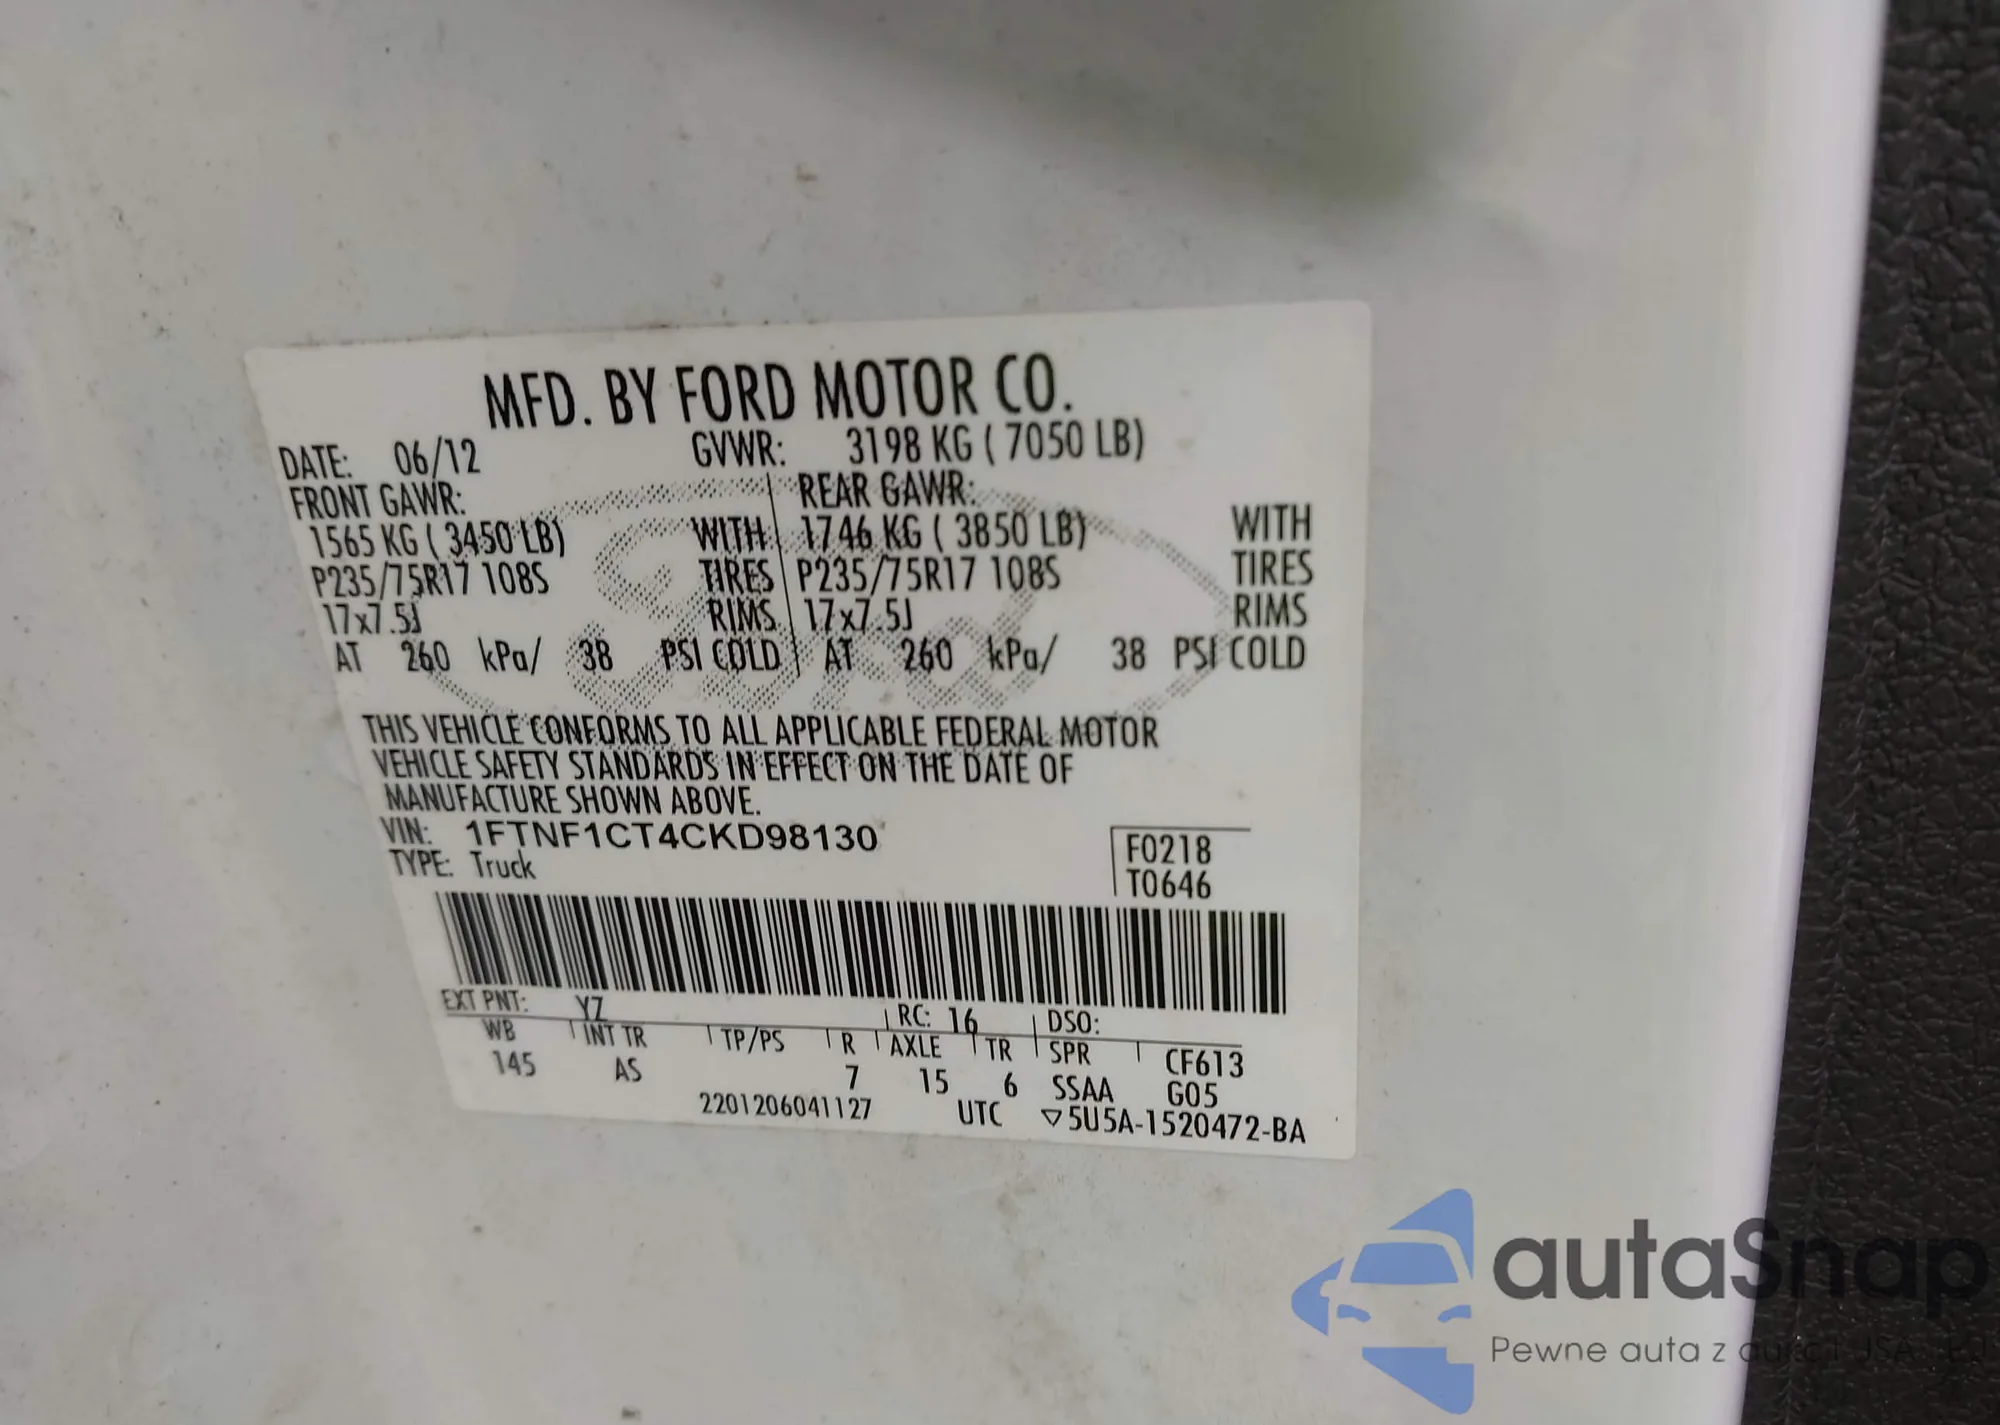 MFD. BY FORD MOTOR CO.
DATE: 06/12 GVWR: 3198 KG ( 7050 LB)
FRONT GAWR: REAR GAWR:
1565 KG ( 3450 LB) WITH 1746 KG ( 3850 LB) WITH
P235/75R17 108S TIRES P235/75R17 108S TIRES
17x7.5J RIMS 17x7.5J RIMS
AT 260 kPa/ 38 PSI COLD AT 260 kPa/ 38 PSI COLD
Ford
THIS VEHICLE CONFORMS TO ALL APPLICABLE FEDERAL MOTOR
VEHICLE SAFETY STANDARDS IN EFFECT ON THE DATE OF
MANUFACTURE SHOWN ABOVE.
VIN: 1FTNF1CT4CKD98130 F0218
TYPE: Truck T0646
EXT PNT: YZ RC: 16 DSO:
WB INT TR TP/PS R AXLE TR SPR CF613
145 AS 7 15 6 SSAA G05
2201206041127 UTC ▽5U5A-1520472-BA
autaSnap
Pewne auta z aukcji USA